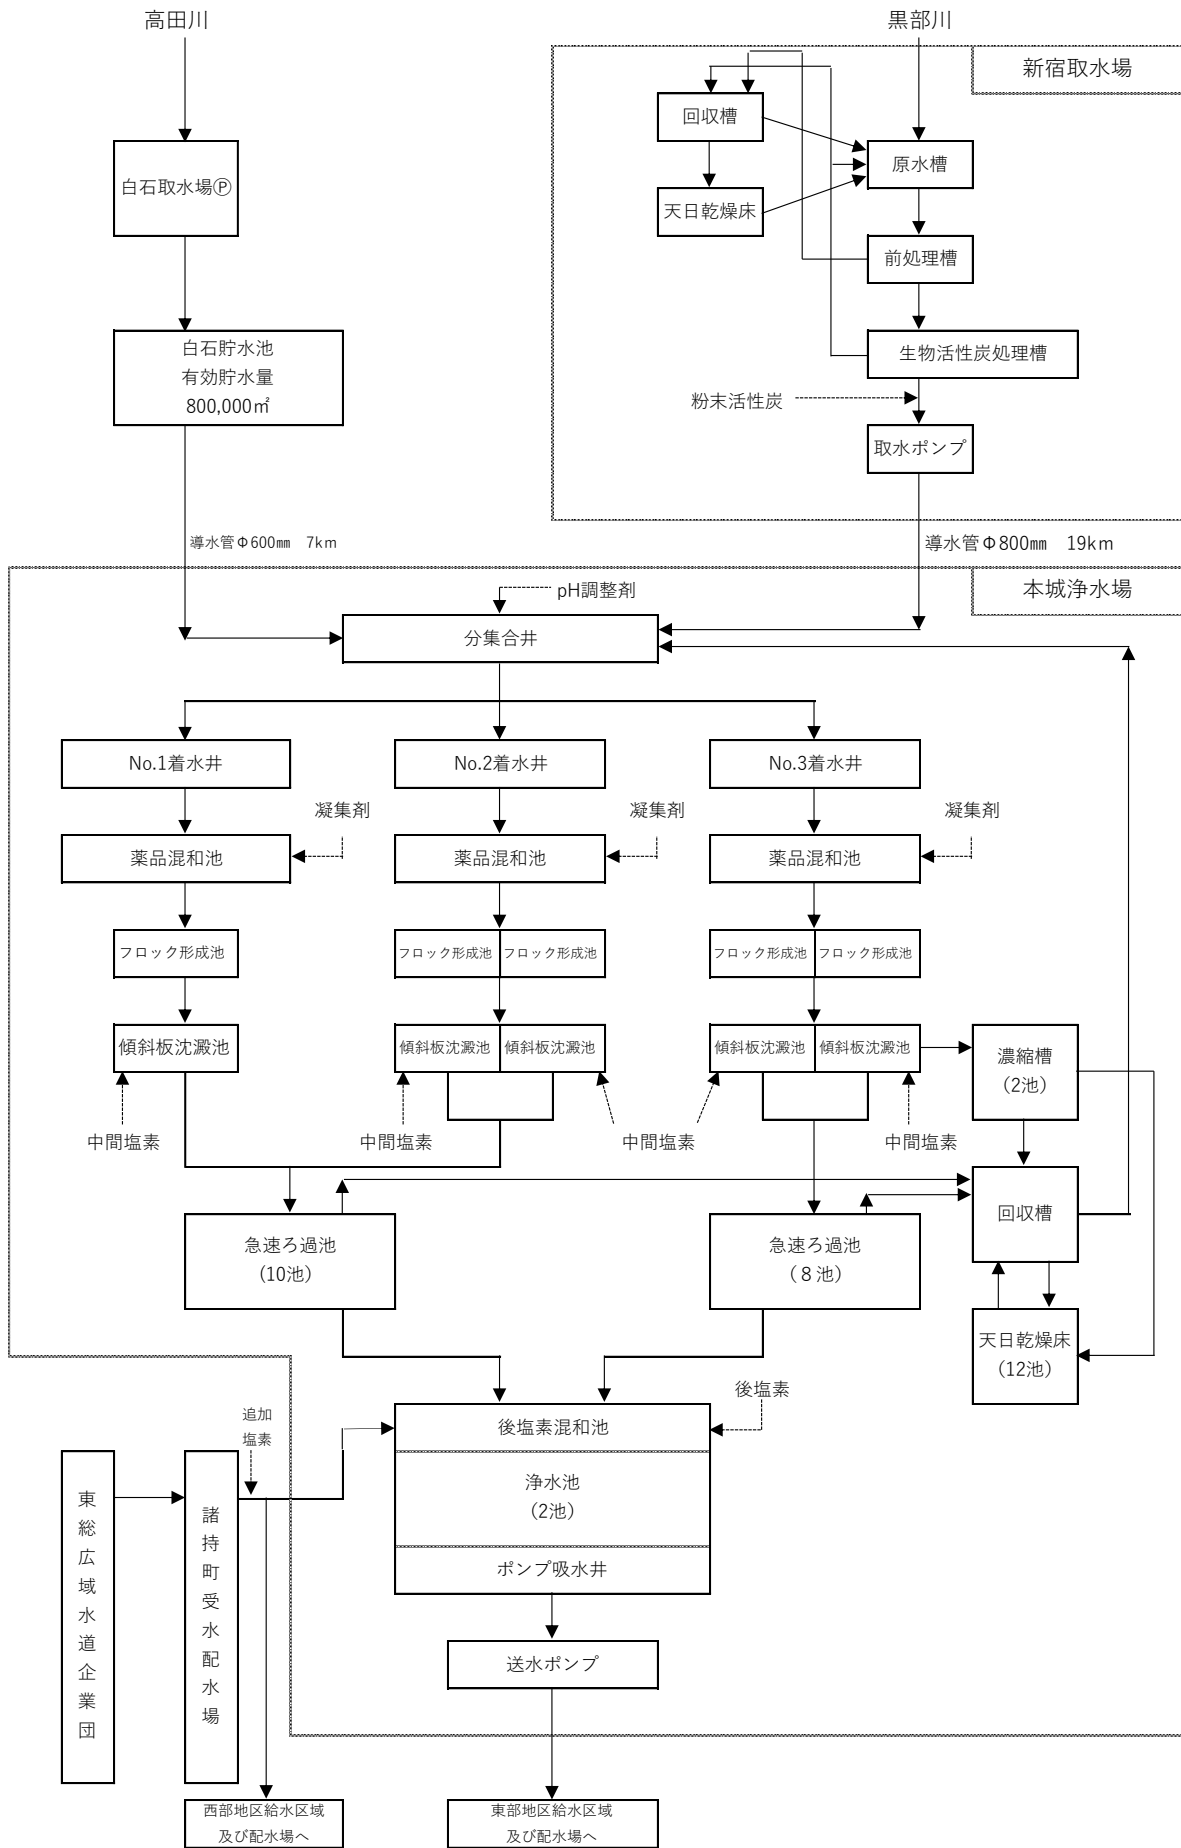 高田川
黒部川
新宿取水場
回収槽
原水槽
白石取水場Ⓟ
天日乾燥床
前処理槽
白石貯水池
有効貯水量
800,000㎥
生物活性炭処理槽
粉末活性炭
取水ポンプ
導水管Φ600㎜ 7km
導水管Φ800㎜ 19km
本城浄水場
pH調整剤
分集合井
No.1着水井
No.2着水井
No.3着水井
凝集剤
凝集剤
凝集剤
薬品混和池
薬品混和池
薬品混和池
フロック形成池
フロック形成池
フロック形成池
フロック形成池
フロック形成池
傾斜板沈澱池
傾斜板沈澱池
傾斜板沈澱池
傾斜板沈澱池
傾斜板沈澱池
濃縮槽
(2池)
中間塩素
中間塩素
中間塩素
中間塩素
回収槽
急速ろ過池
(10池)
急速ろ過池
(８池)
天日乾燥床
(12池)
後塩素
追加
塩素
後塩素混和池
浄水池
(2池)
ポンプ吸水井
東総広域水道企業団
諸持町受水配水場
送水ポンプ
西部地区給水区域
及び配水場へ
東部地区給水区域
及び配水場へ